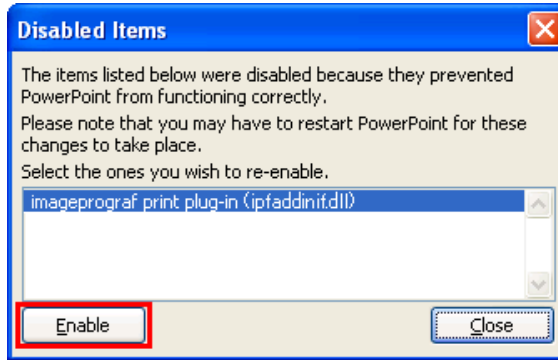 Disabled Items
The items listed below were disabled because they prevented
PowerPoint from functioning correctly.
Please note that you may have to restart PowerPoint for these
changes to take place.
Select the ones you wish to re-enable.
imageprograf print plug-in (ipfaddinif.dll)
Enable Close